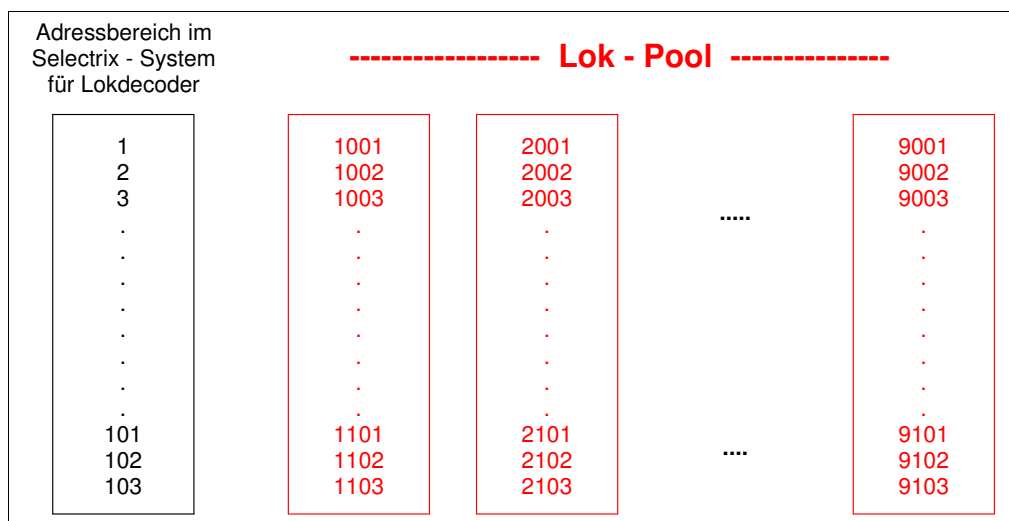 Adressbereich im
Selectrix - System
für Lokdecoder
------------------ Lok - Pool ---------------
1 1001 2001 9001
2 1002 2002 9002
3 1003 2003 ..... 9003
. . . .
. . . .
. . . .
. . . .
. . . .
. . . .
. . . .
. . . .
101 1101 2101 9101
102 1102 2102 .... 9102
103 1103 2103 9103